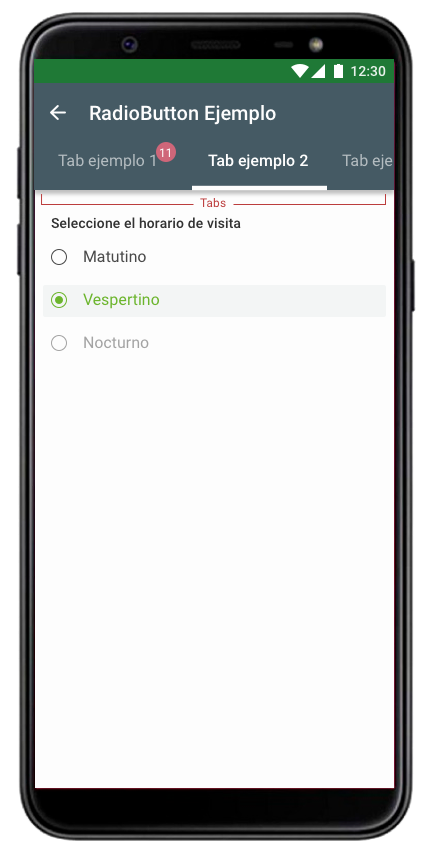 12:30
RadioButton Ejemplo
Tab ejemplo 1 11 Tab ejemplo 2 Tab eje
Tabs
Seleccione el horario de visita
Matutino
Vespertino
Nocturno